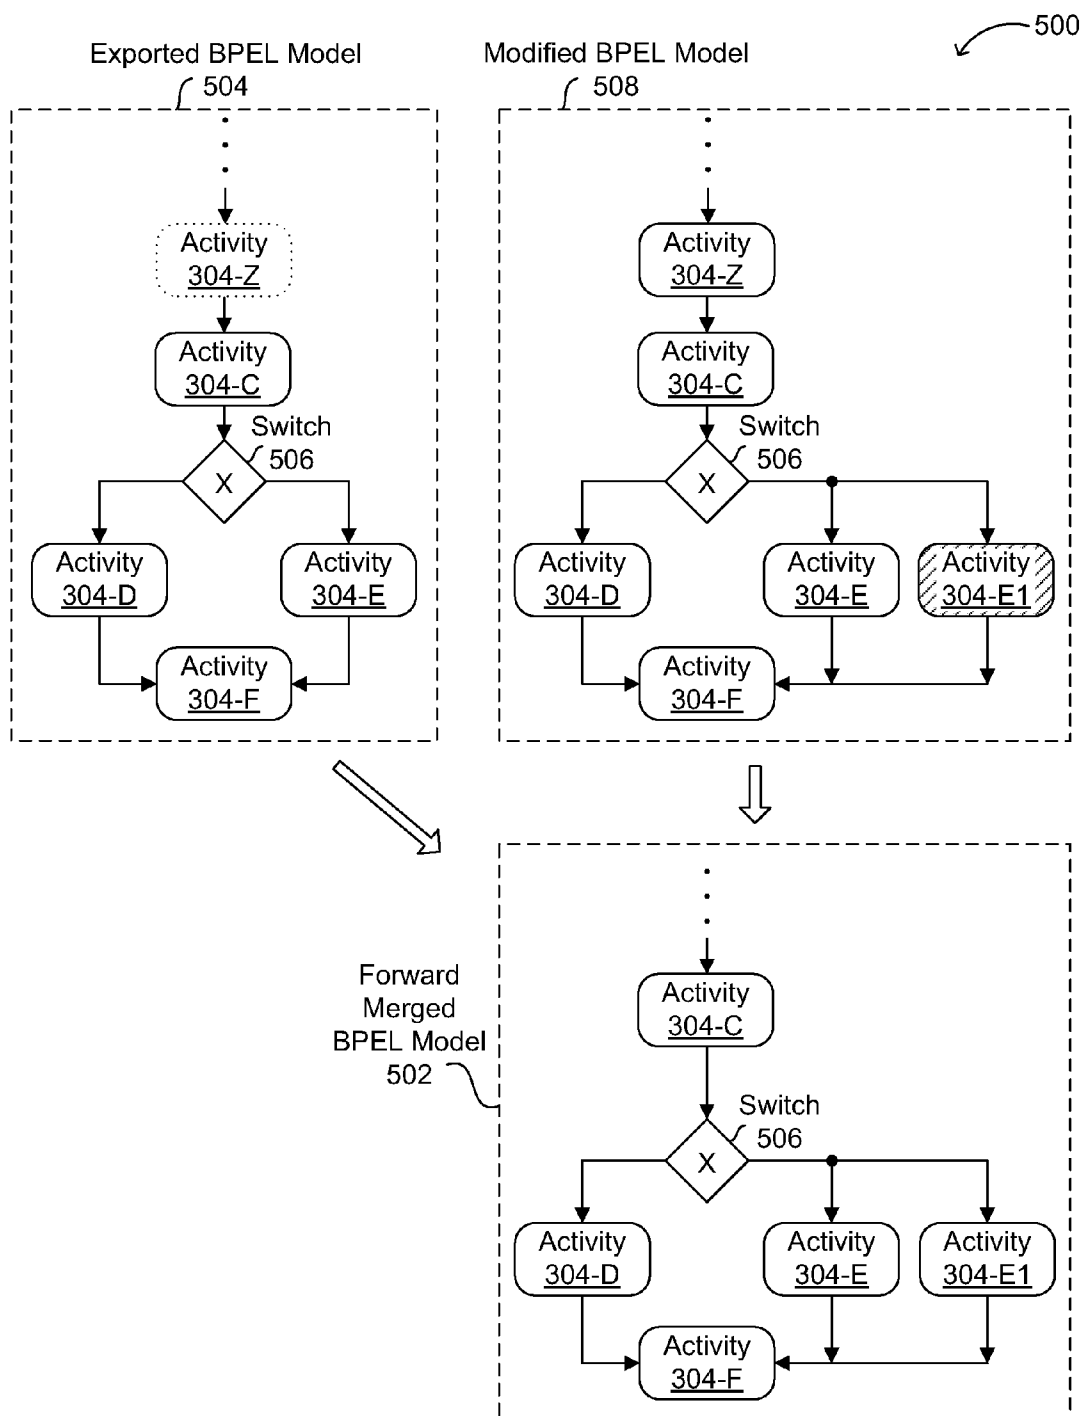 500
Exported BPEL Model
504
Activity
304-Z
Activity
304-C
Switch
506
X
Activity
304-D
Activity
304-E
Activity
304-F
Modified BPEL Model
508
Activity
304-Z
Activity
304-C
Switch
506
X
Activity
304-D
Activity
304-E
Activity
304-E1
Activity
304-F
Forward
Merged
BPEL Model
502
Activity
304-C
Switch
506
X
Activity
304-D
Activity
304-E
Activity
304-E1
Activity
304-F